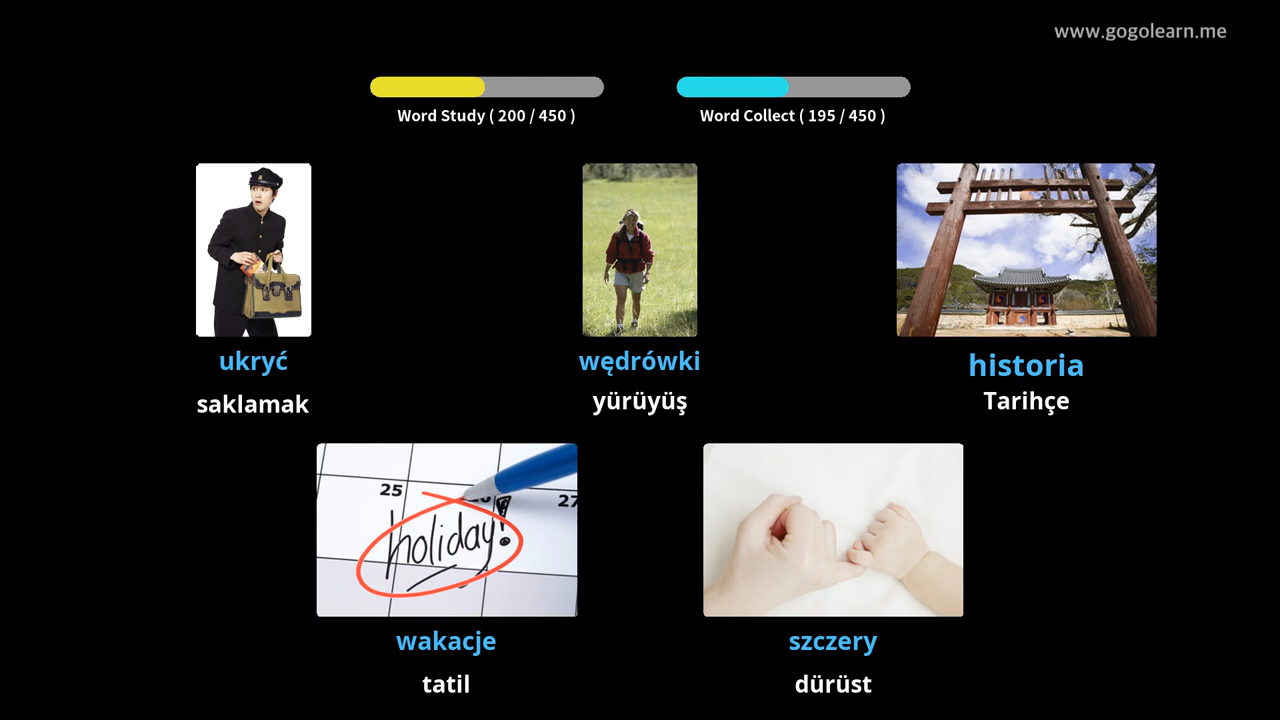 www.gogolearn.me
Word Study ( 200 / 450 )
Word Collect ( 195 / 450 )
ukryć
wędrówki
historia
saklamak
yürüyüş
Tarihçe
25
27
holiday!
wakacje
szczery
tatil
dürüst